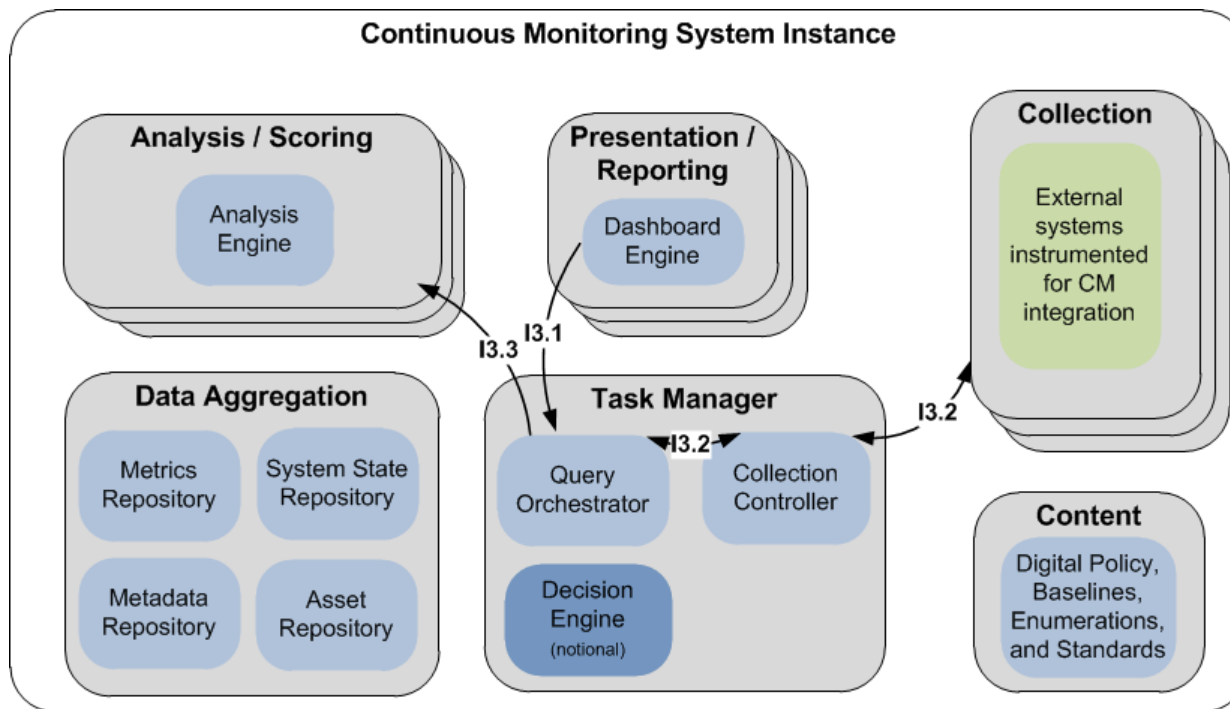 Continuous Monitoring System Instance
Analysis / Scoring
Analysis
Engine
Presentation /
Reporting
Dashboard
Engine
Collection
External
systems
instrumented
for CM
integration
I3.3
I3.1
I3.2
I3.2
Data Aggregation
Metrics
Repository
System State
Repository
Metadata
Repository
Asset
Repository
Task Manager
Query
Orchestrator
Collection
Controller
Decision
Engine
(notional)
Content
Digital Policy,
Baselines,
Enumerations,
and Standards